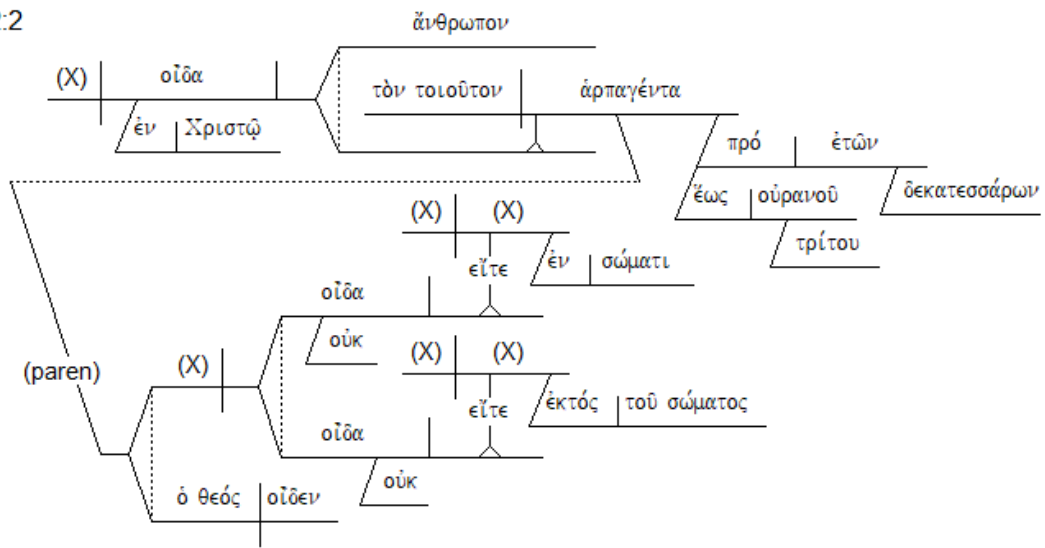 :2
ἄνθρωπον
(X) οἶδα τὸν τοιοῦτον ἁρπαγέντα
ἐν Χριστῷ πρό ἐτῶν
ἕως οὐρανοῦ δεκατεσσάρων
(X) (X) τρίτου
εἴτε ἐν σώματι
οἶδα
οὐκ
(paren) (X) (X) (X)
εἴτε ἐκτός τοῦ σώματος
οἶδα
οὐκ
ὁ θεός οἶδεν